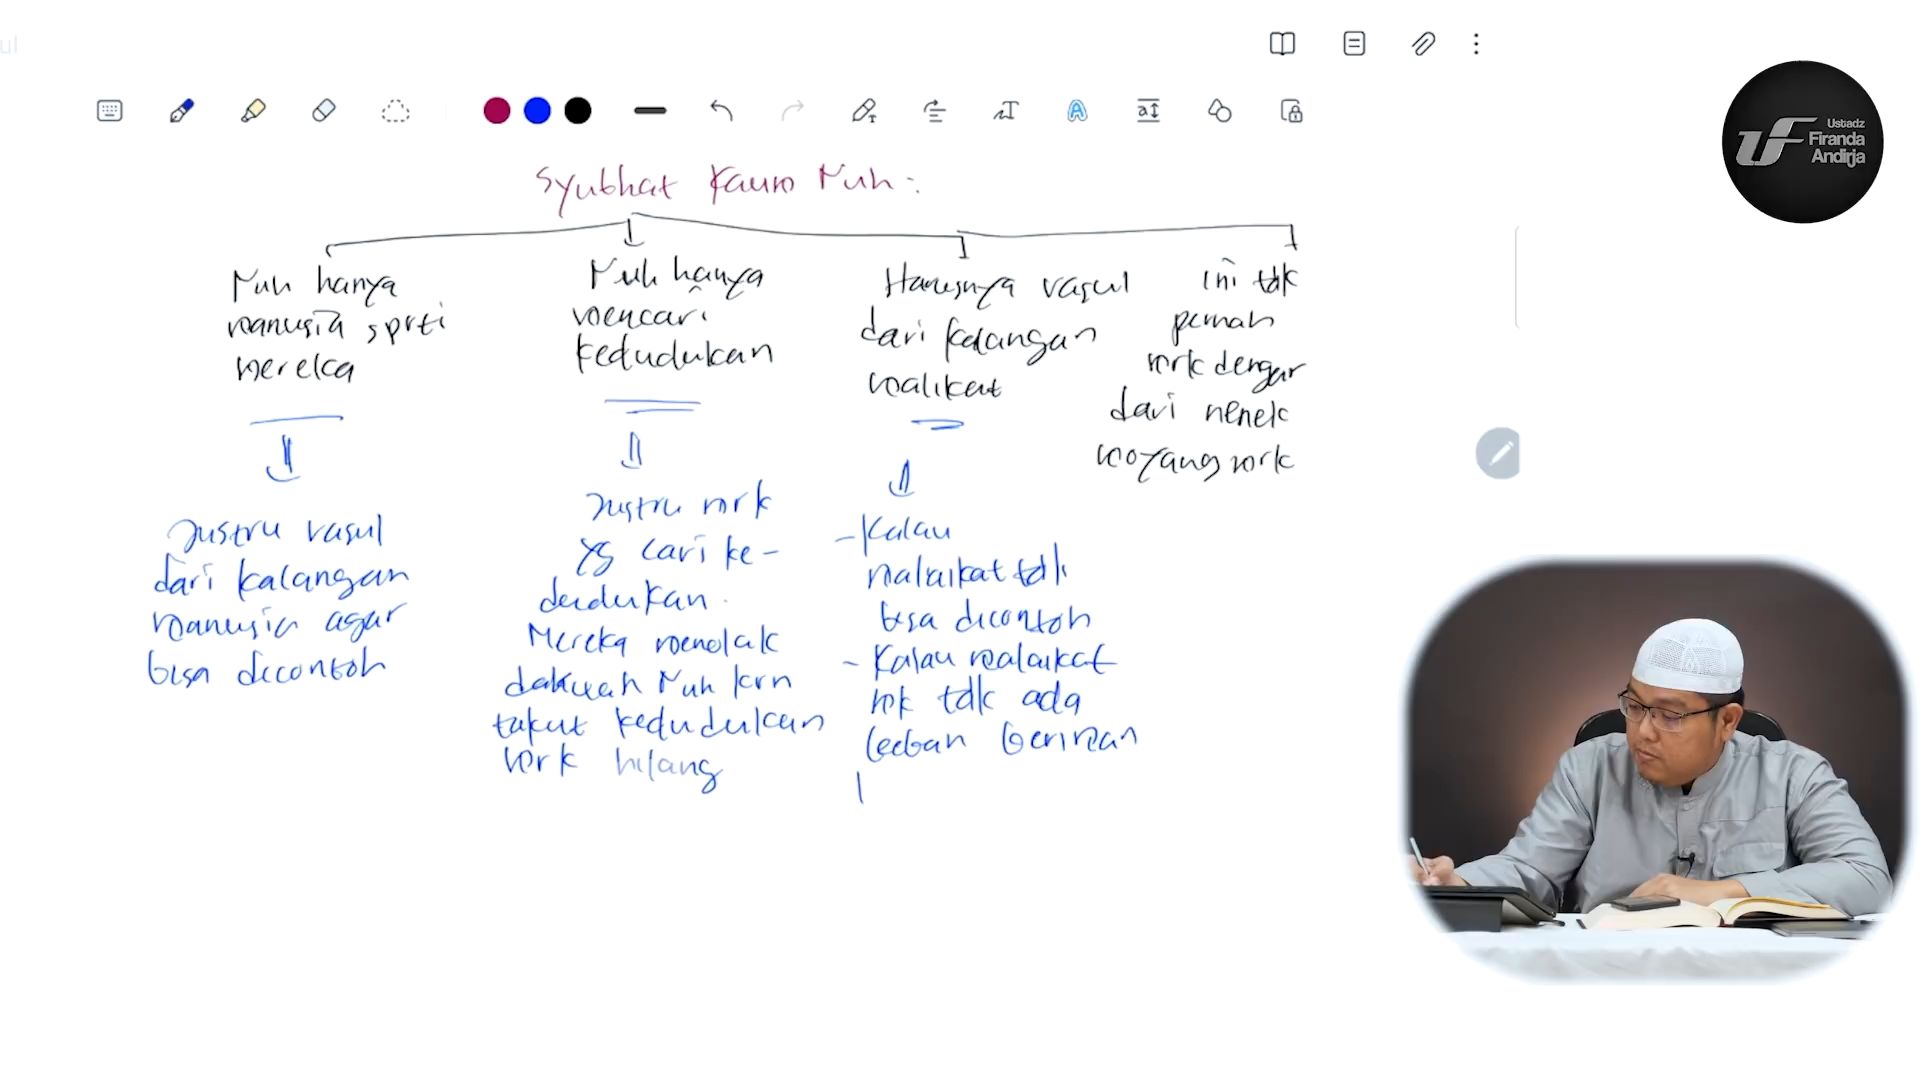 ul
Ustadz
Firanda
Andirja
Syubhat Kaum Nuh :
Nuh hanya
manusia sprti
mereka
Nuh hanya
mencari
kedudukan
Harusnya rasul
dari kalangan
malikat
Ini tdk
pernah
mrk dengar
dari nenek
moyang mrk
Justru rasul
dari kalangan
manusia agar
bisa dicontoh
Justru mrk
yg cari ke-
dudukan.
Mereka menolak
dakwah Nuh krn
takut kedudukan
mrk hilang
- Kalau
malaikat tdk
bisa dicontoh
- Kalau malaikat
mk tdk ada
beban beriman